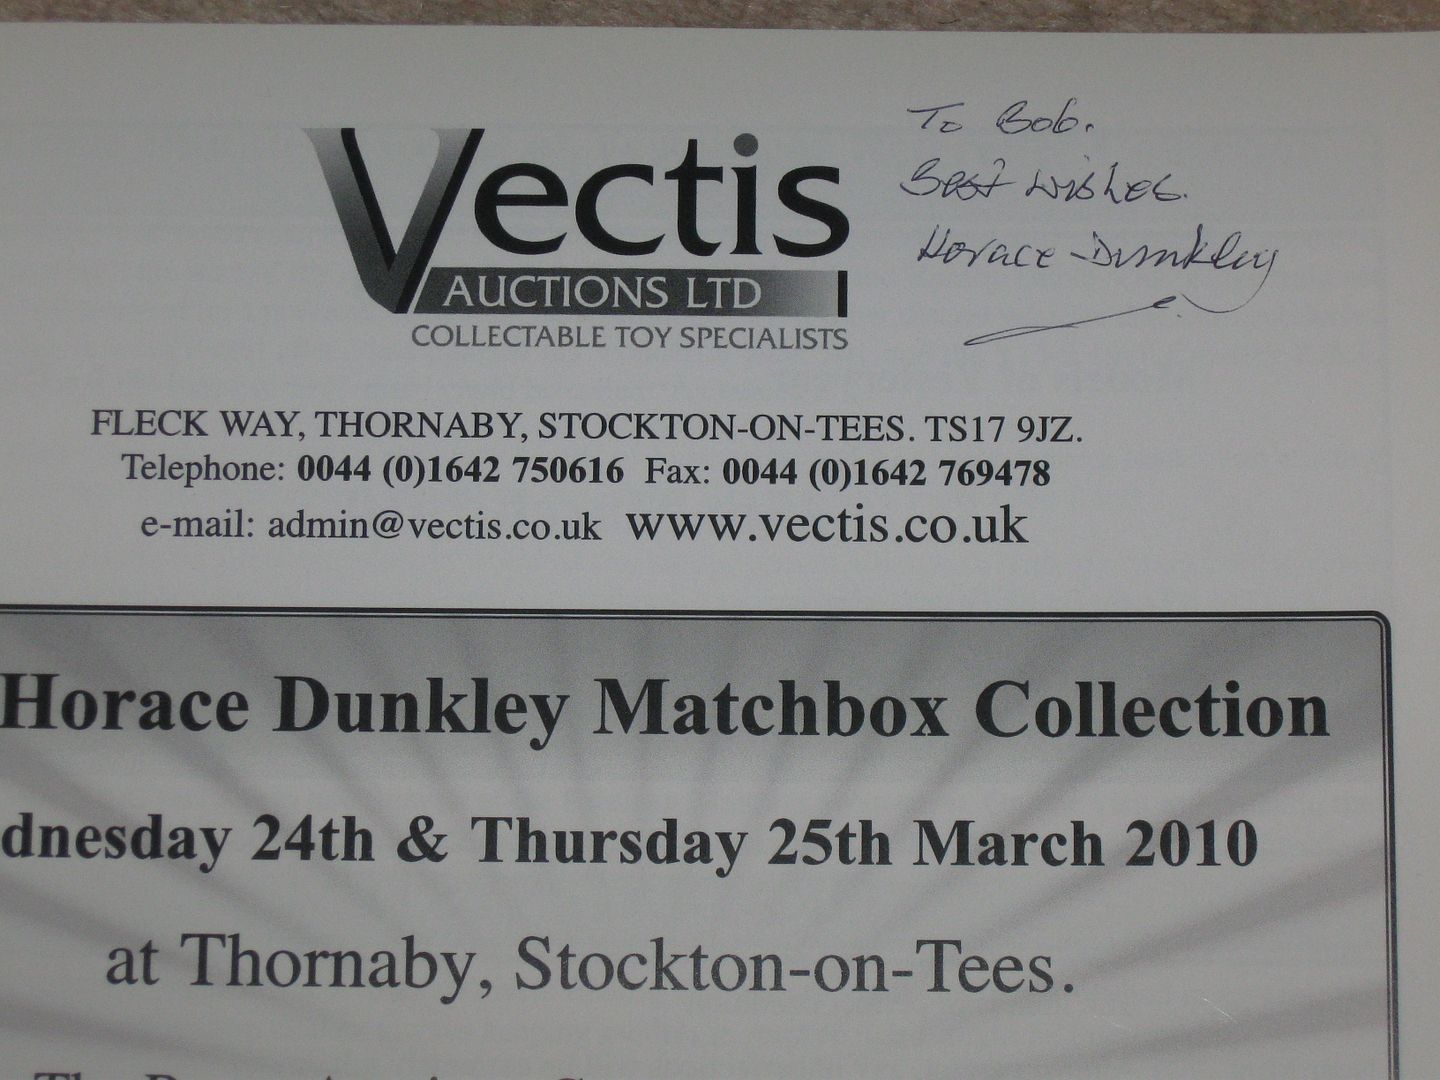 Vectis
AUCTIONS LTD
COLLECTABLE TOY SPECIALISTS
To Bob.
Best Wishes.
Horace Dunkley
FLECK WAY, THORNABY, STOCKTON-ON-TEES. TS17 9JZ.
Telephone: 0044 (0)1642 750616 Fax: 0044 (0)1642 769478
e-mail: admin@vectis.co.uk www.vectis.co.uk
Horace Dunkley Matchbox Collection
dnesday 24th & Thursday 25th March 2010
at Thornaby, Stockton-on-Tees.